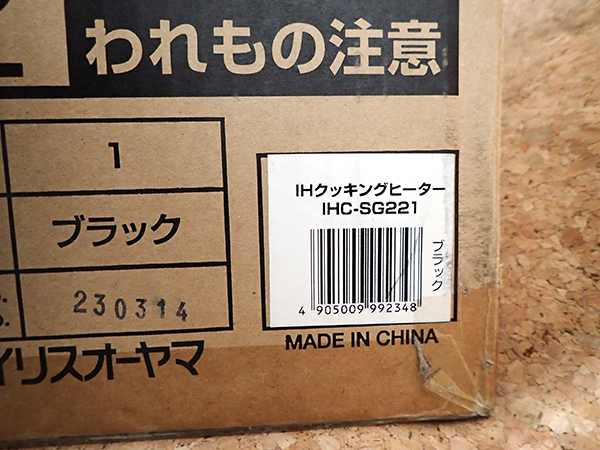 われもの注意
1
ブラック
230314
イリスオーヤマ
IHクッキングヒーター
IHC-SG221
ブラック
4 905009 992348
MADE IN CHINA